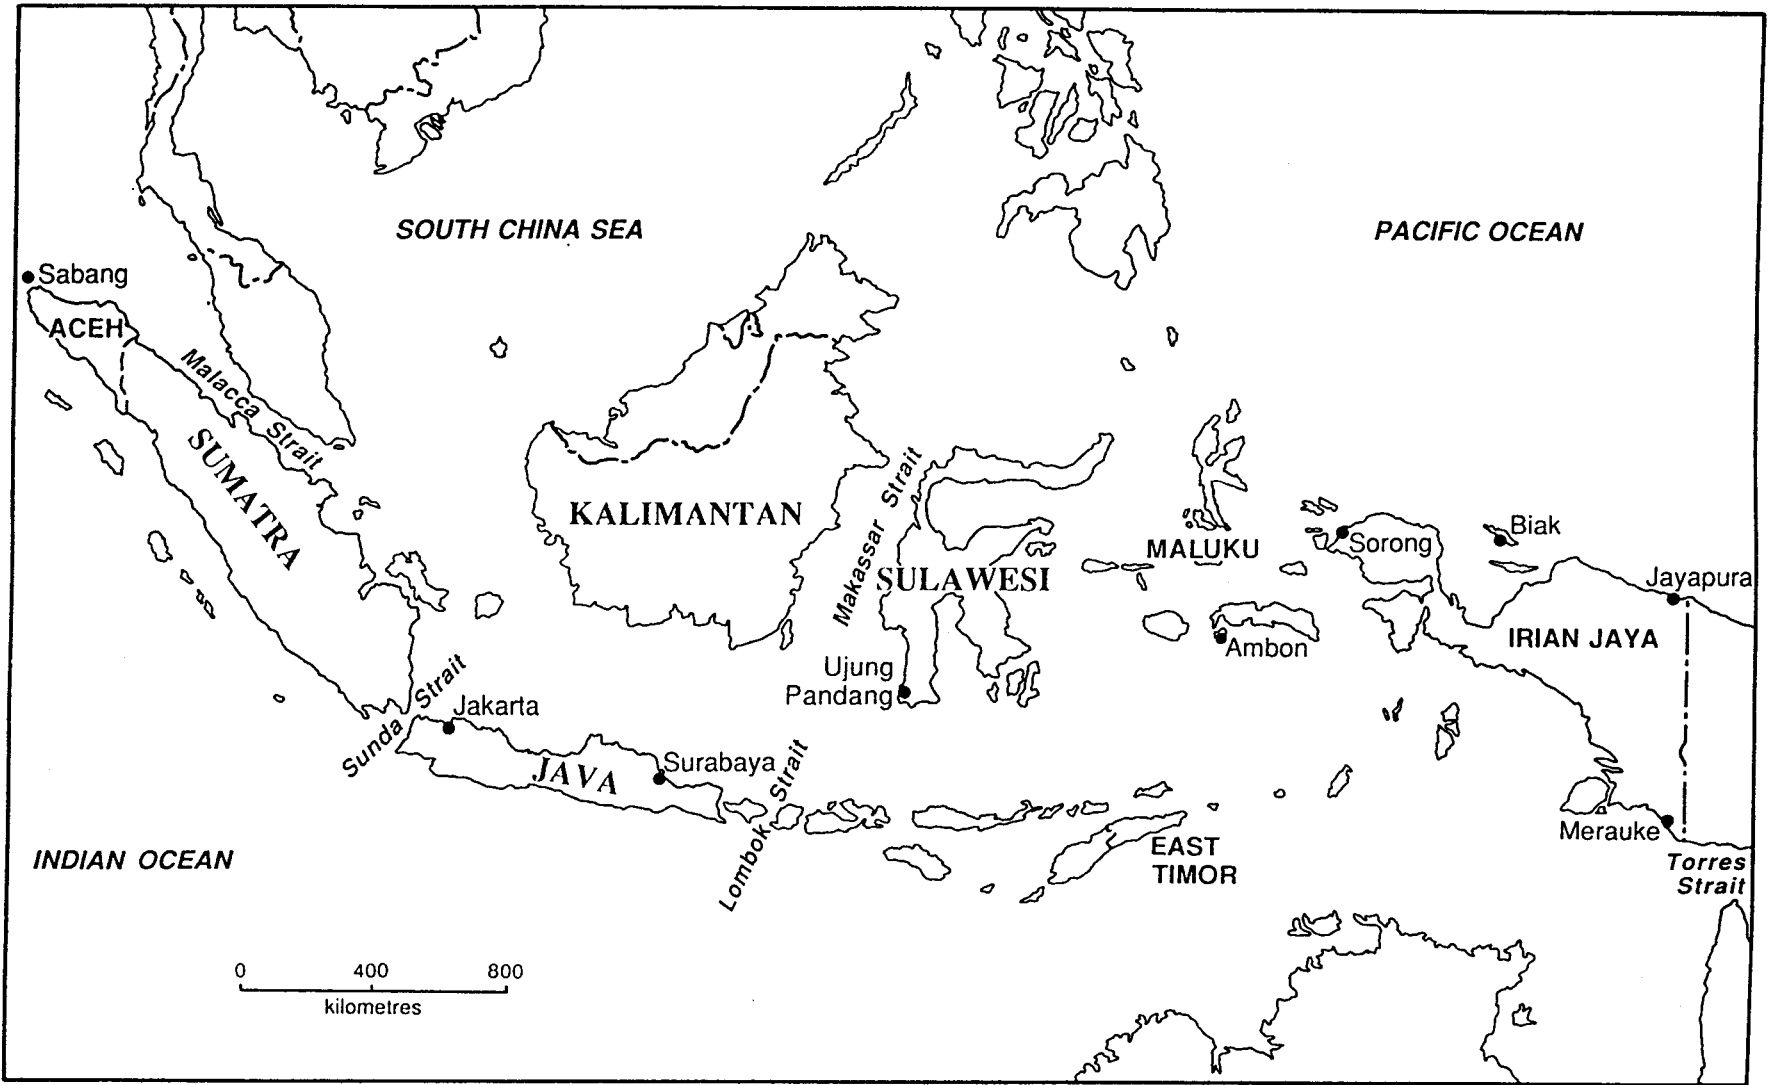 SOUTH CHINA SEA
PACIFIC OCEAN
Sabang
ACEH
Malacca Strait
SUMATRA
KALIMANTAN
Makassar Strait
SULAWESI
MALUKU
Sorong
Biak
Jayapura
IRIAN JAYA
Ambon
Ujung
Pandang
Sunda Strait
Jakarta
JAVA
Surabaya
Lombok Strait
EAST
TIMOR
Merauke
Torres
Strait
INDIAN OCEAN
0 400 800
kilometres